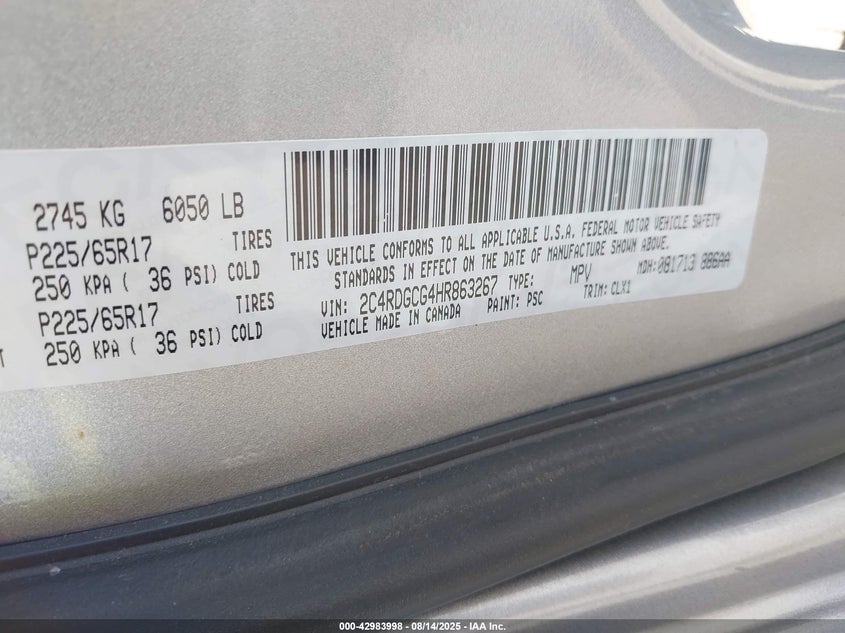 2745 KG 6050 LB
P225/65R17 TIRES
250 KPA ( 36 PSI) COLD
P225/65R17 TIRES
250 KPA ( 36 PSI) COLD
THIS VEHICLE CONFORMS TO ALL APPLICABLE U.S.A. FEDERAL MOTOR VEHICLE SAFETY
STANDARDS IN EFFECT ON THE DATE OF MANUFACTURE SHOWN ABOVE.
VIN: 2C4RDGCG4HR863267 TYPE: MPV MDH: 081713 886AA
VEHICLE MADE IN CANADA PAINT: PSC TRIM: CLX1
000-42983998 - 08/14/2025 - IAA Inc.